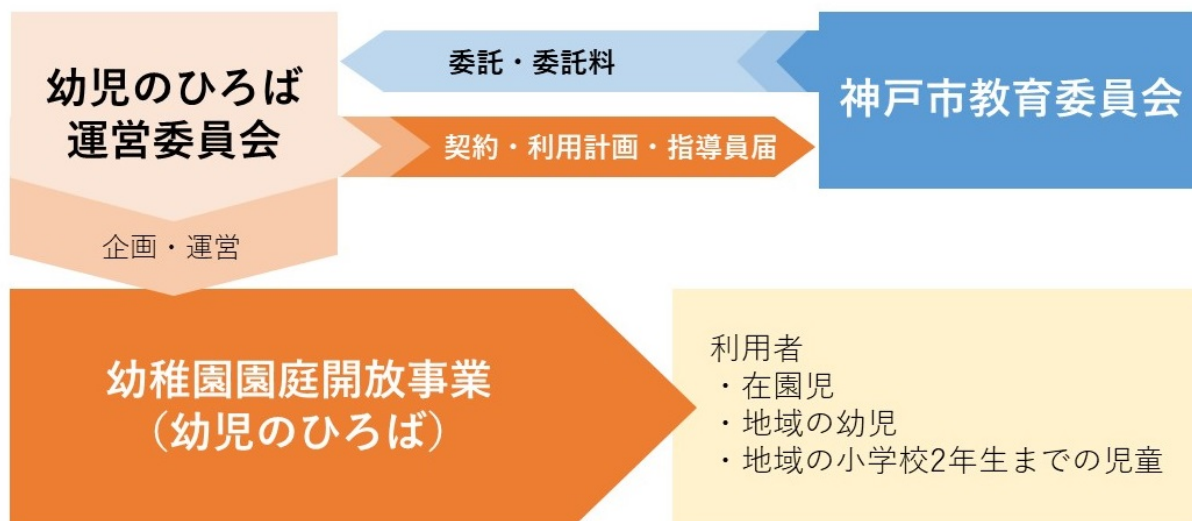 幼児のひろば
運営委員会
委託・委託料
神戸市教育委員会
契約・利用計画・指導員届
企画・運営
幼稚園園庭開放事業
（幼児のひろば）
利用者
・在園児
・地域の幼児
・地域の小学校2年生までの児童